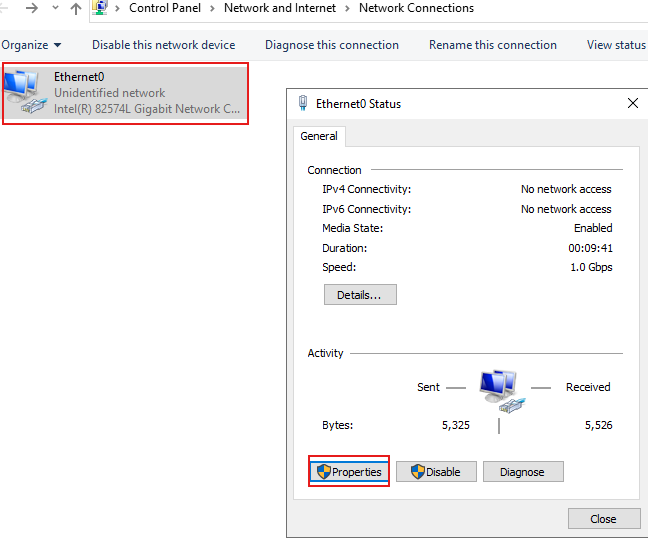 Control Panel > Network and Internet > Network Connections
Organize Disable this network device Diagnose this connection Rename this connection View status
Ethernet0
Unidentified network
Intel(R) 82574L Gigabit Network C...
Ethernet0 Status
General
Connection
IPv4 Connectivity: No network access
IPv6 Connectivity: No network access
Media State: Enabled
Duration: 00:09:41
Speed: 1.0 Gbps
Details...
Activity
Sent Received
Bytes: 5,325 5,526
Properties Disable Diagnose
Close